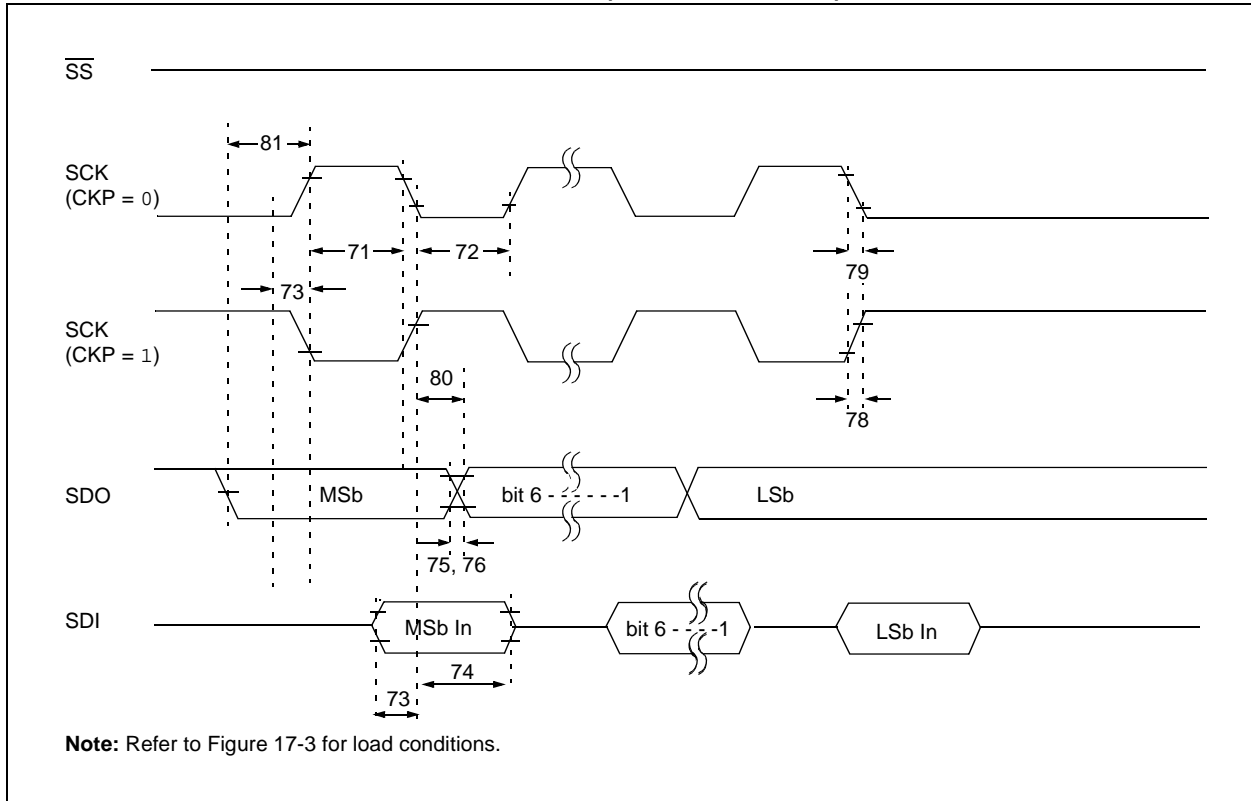 SS
81
SCK
(CKP = 0)
71
72
79
73
SCK
(CKP = 1)
80
78
SDO
MSb
bit 6 - - - - - -1
LSb
75, 76
SDI
MSb In
bit 6 - - - -1
LSb In
74
73
Note: Refer to Figure 17-3 for load conditions.